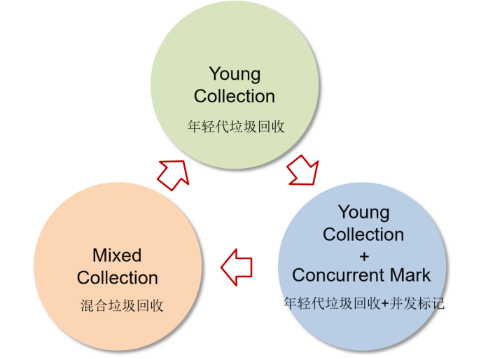 Young
Collection
年轻代垃圾回收
Young
Collection
+
Concurrent Mark
年轻代垃圾回收+并发标记
Mixed
Collection
混合垃圾回收